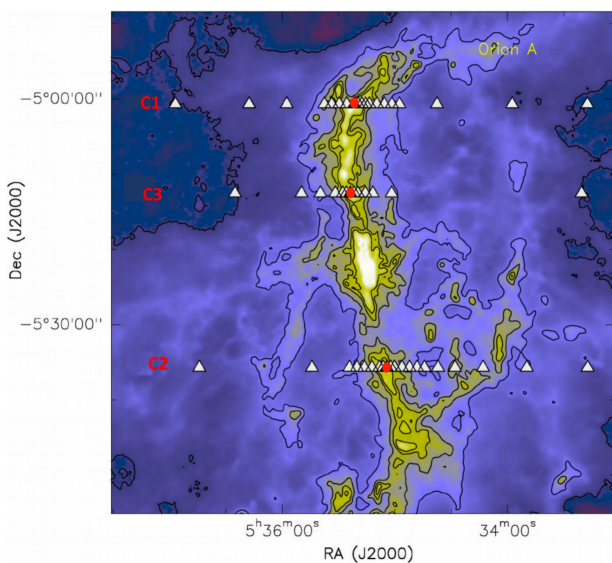 Orion A
−5°00′00″
C1
C3
Dec (J2000)
−5°30′00″
C2
5ʰ36ᵐ00ˢ
34ᵐ00ˢ
RA (J2000)